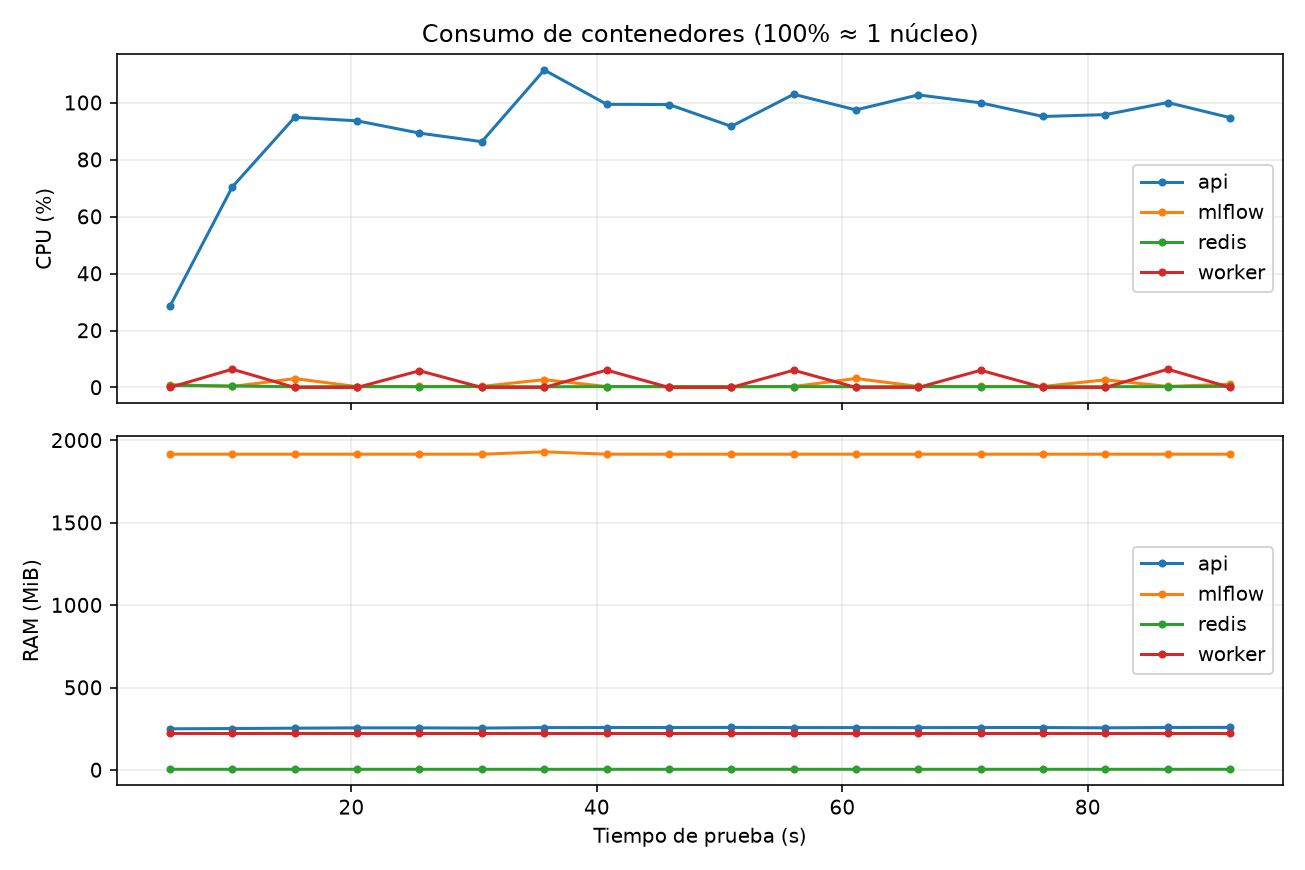 Consumo de contenedores (100% ≈ 1 núcleo)
CPU (%)
100
80
60
40
20
0
api
mlflow
redis
worker
RAM (MiB)
2000
1500
1000
500
0
api
mlflow
redis
worker
20 40 60 80
Tiempo de prueba (s)